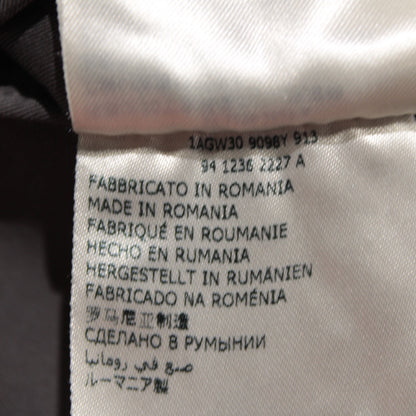 1AGW30 9098Y 913
94 1236 2227 A
FABBRICATO IN ROMANIA
MADE IN ROMANIA
FABRIQUÉ EN ROUMANIE
HECHO EN RUMANIA
HERGESTELLT IN RUMÄNIEN
FABRICADO NA ROMÉNIA
罗马尼亚制造
СДЕЛАНО В РУМЫНИИ
صنع في رومانيا
ルーマニア製